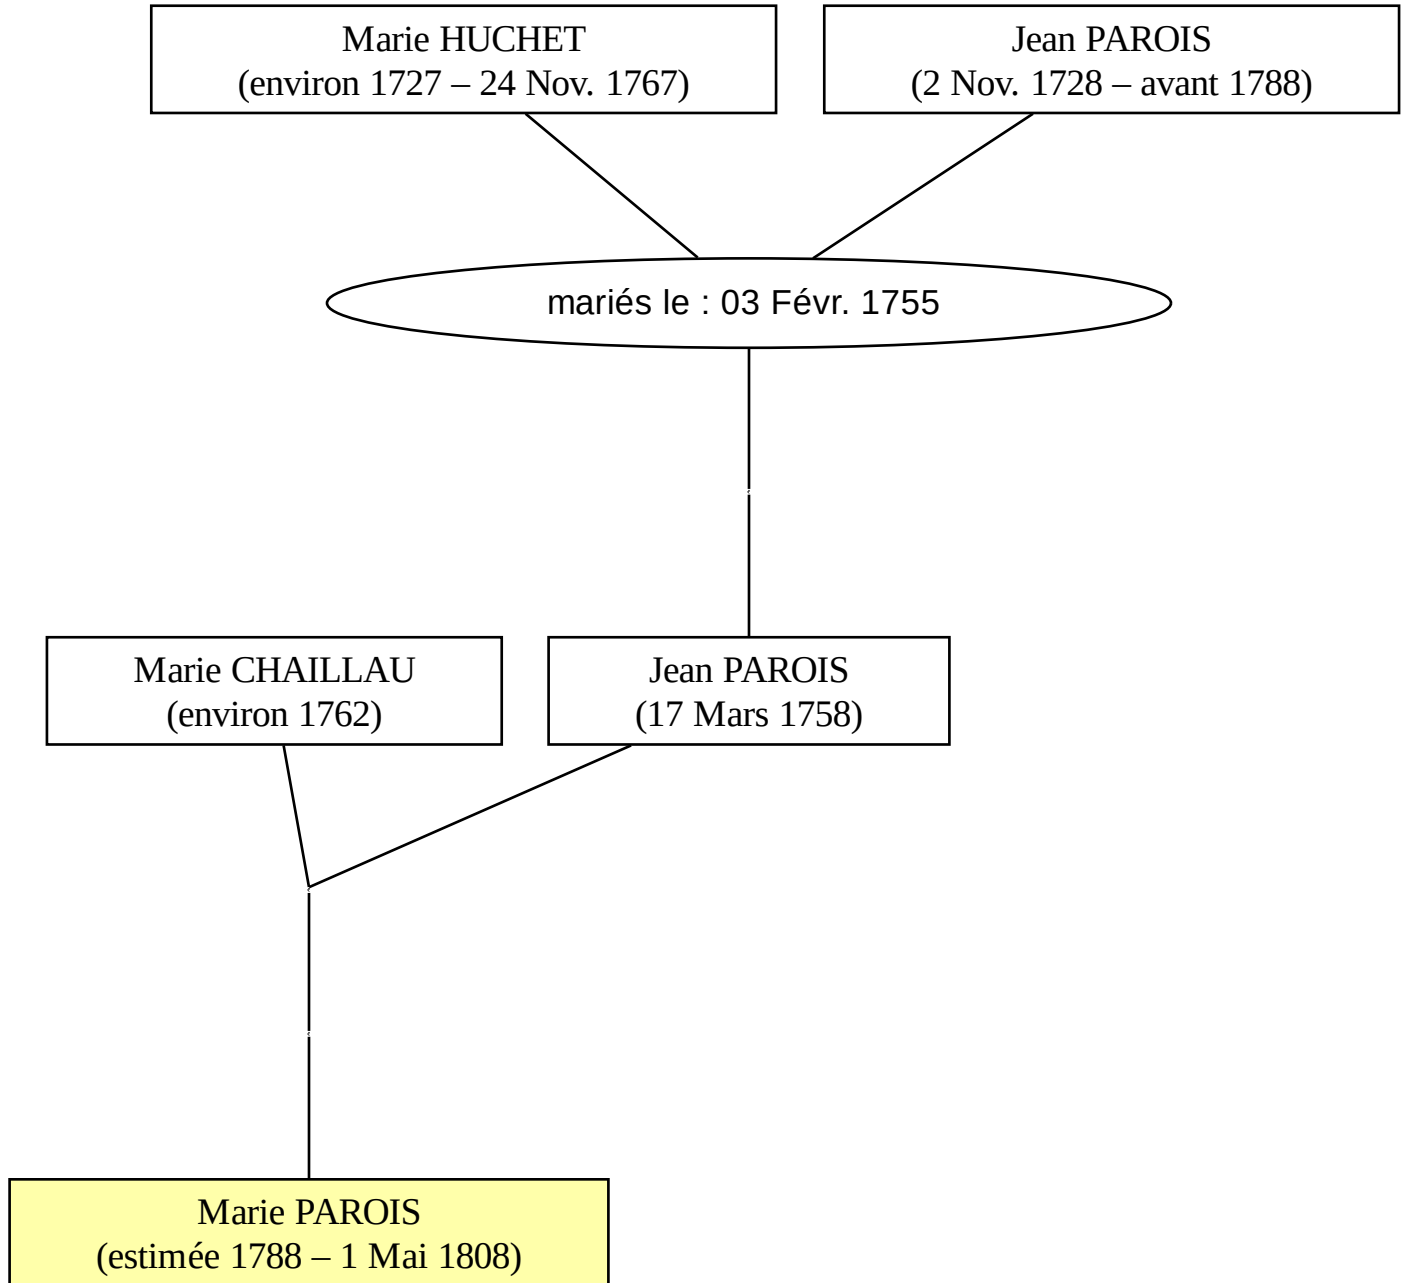 Marie HUCHET
(environ 1727 – 24 Nov. 1767)
Jean PAROIS
(2 Nov. 1728 – avant 1788)
mariés le : 03 Févr. 1755
Marie CHAILLAU
(environ 1762)
Jean PAROIS
(17 Mars 1758)
Marie PAROIS
(estimée 1788 – 1 Mai 1808)